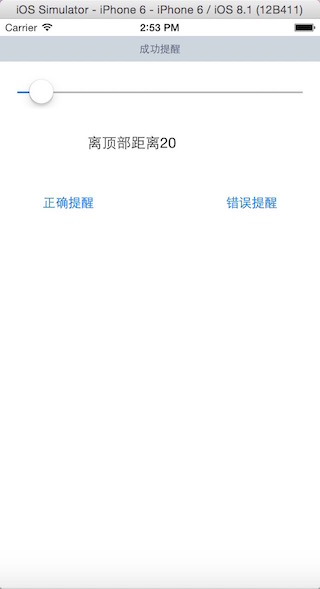 iOS Simulator - iPhone 6 - iPhone 6 / iOS 8.1 (12B411)
Carrier 2:53 PM
成功提醒
离顶部距离20
正确提醒 错误提醒